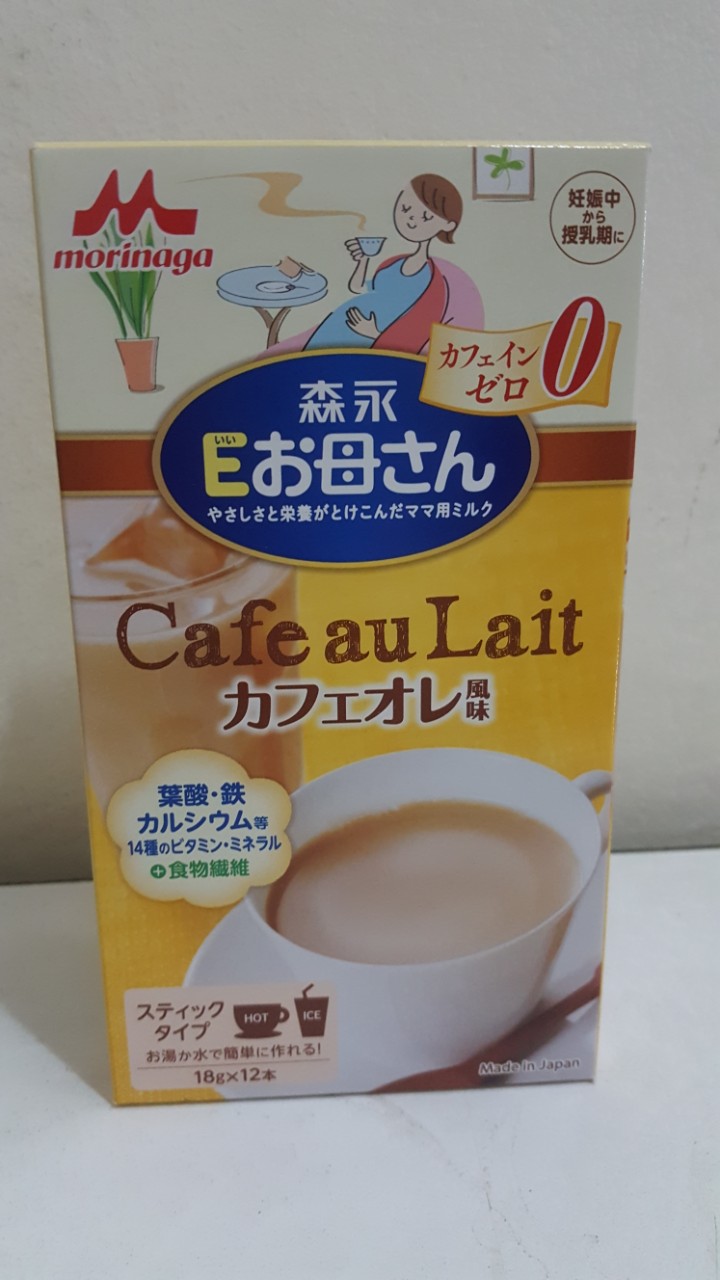 morinaga
妊娠中
から
授乳期に
カフェイン
ゼロ
0
森永
いい
Eお母さん
やさしさと栄養がとけこんだママ用ミルク
Cafe au Lait
カフェオレ風味
葉酸・鉄
カルシウム等
14種のビタミン・ミネラル
+食物繊維
スティック
タイプ
HOT
ICE
お湯か水で簡単に作れる!
18g×12本
Made in Japan